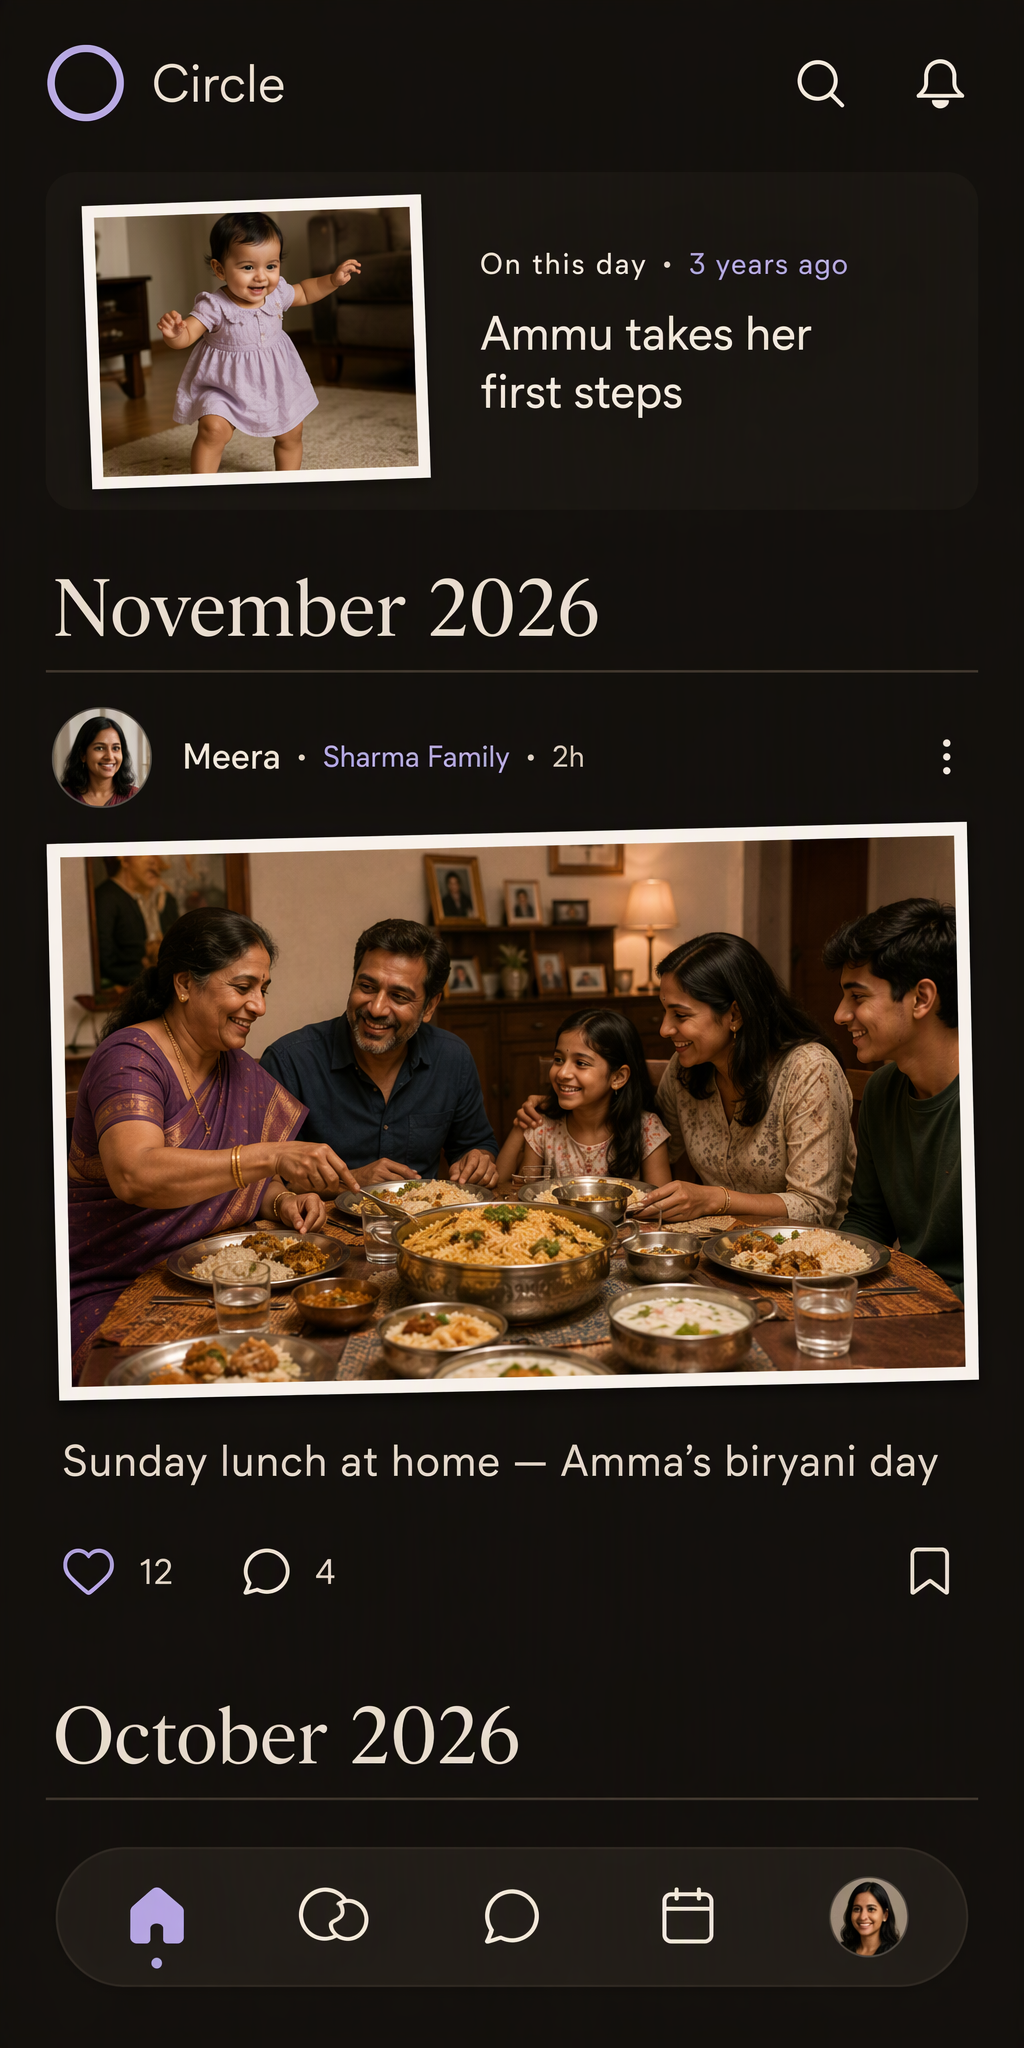 Circle
On this day • 3 years ago
Ammu takes her
first steps
November 2026
Meera • Sharma Family • 2h
Sunday lunch at home — Amma’s biryani day
12 4
October 2026